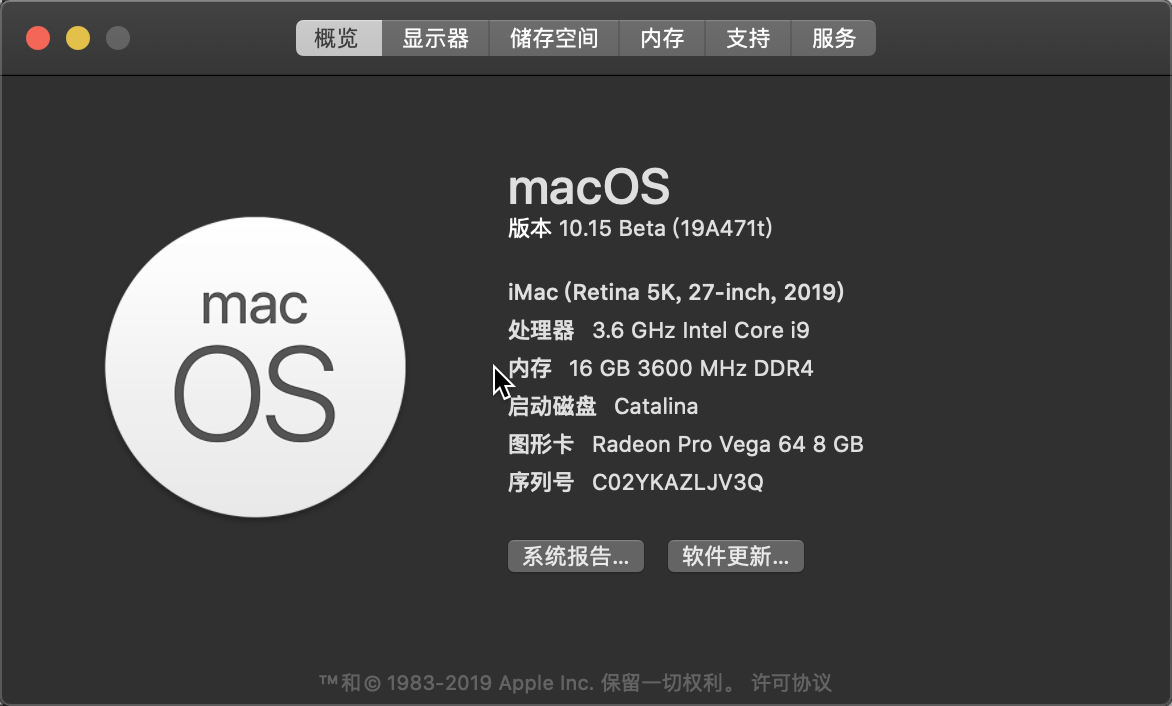 概览 显示器 储存空间 内存 支持 服务
macOS
版本 10.15 Beta (19A471t)
mac
OS
iMac (Retina 5K, 27-inch, 2019)
处理器 3.6 GHz Intel Core i9
内存 16 GB 3600 MHz DDR4
启动磁盘 Catalina
图形卡 Radeon Pro Vega 64 8 GB
序列号 C02YKAZLJV3Q
系统报告... 软件更新...
™和© 1983-2019 Apple Inc. 保留一切权利。 许可协议